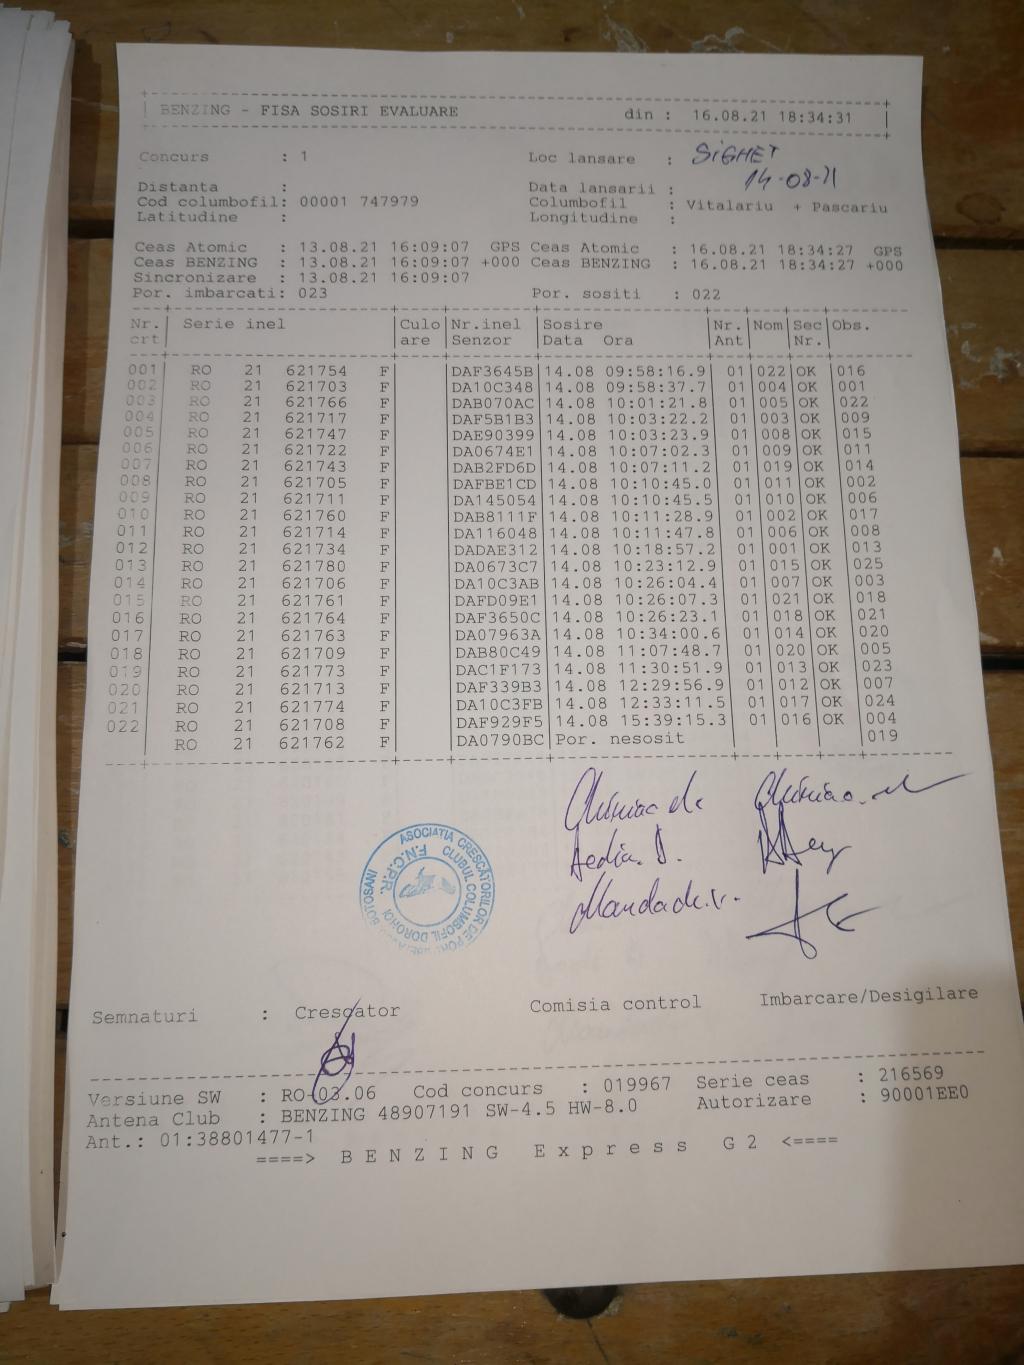 BENZING - FISA SOSIRI EVALUARE din : 16.08.21 18:34:31
Concurs : 1 Loc lansare : SIGHET
14-08-21
Distanta : Data lansarii :
Cod columbofil: 00001 747979 Columbofil : Vitalariu + Pascariu
Latitudine : Longitudine :
Ceas Atomic : 13.08.21 16:09:07 GPS Ceas Atomic : 16.08.21 18:34:27 GPS
Ceas BENZING : 13.08.21 16:09:07 +000 Ceas BENZING : 16.08.21 18:34:27 +000
Sincronizare : 13.08.21 16:09:07
Por. imbarcati: 023 Por. sositi : 022
Nr. Serie inel Culo Nr.inel Sosire Nr. Nom Sec Obs.
crt are Senzor Data Ora Ant Nr.
001 RO 21 621754 F DAF3645B 14.08 09:58:16.9 01 022 OK 016
002 RO 21 621703 F DA10C348 14.08 09:58:37.7 01 004 OK 001
003 RO 21 621766 F DAB070AC 14.08 10:01:21.8 01 005 OK 022
004 RO 21 621717 F DAF5B1B3 14.08 10:03:22.2 01 003 OK 009
005 RO 21 621747 F DAE90399 14.08 10:03:23.9 01 008 OK 015
006 RO 21 621722 F DA0674E1 14.08 10:07:02.3 01 009 OK 011
007 RO 21 621743 F DAB2FD6D 14.08 10:07:11.2 01 019 OK 014
008 RO 21 621705 F DAFBE1CD 14.08 10:10:45.0 01 011 OK 002
009 RO 21 621711 F DA145054 14.08 10:10:45.5 01 010 OK 006
010 RO 21 621760 F DAB8111F 14.08 10:11:28.9 01 002 OK 017
011 RO 21 621714 F DA116048 14.08 10:11:47.8 01 006 OK 008
012 RO 21 621734 F DADAE312 14.08 10:18:57.2 01 001 OK 013
013 RO 21 621780 F DA0673C7 14.08 10:23:12.9 01 015 OK 025
014 RO 21 621706 F DA10C3AB 14.08 10:26:04.4 01 007 OK 003
015 RO 21 621761 F DAFD09E1 14.08 10:26:07.3 01 021 OK 018
016 RO 21 621764 F DAF3650C 14.08 10:26:23.1 01 018 OK 021
017 RO 21 621763 F DA07963A 14.08 10:34:00.6 01 014 OK 020
018 RO 21 621709 F DAB80C49 14.08 11:07:48.7 01 020 OK 005
019 RO 21 621773 F DAC1F173 14.08 11:30:51.9 01 013 OK 023
020 RO 21 621713 F DAF339B3 14.08 12:29:56.9 01 012 OK 007
021 RO 21 621774 F DA10C3FB 14.08 12:33:11.5 01 017 OK 024
022 RO 21 621708 F DAF929F5 14.08 15:39:15.3 01 016 OK 004
RO 21 621762 F DA0790BC Por. nesosit 019
ASOCIATIA CRESCĂTORILOR DE BOTOSANI
F.N.C.P.R. CLUBUL COLUMBOFIL DOROHOI
Semnaturi : Crescator Comisia control Imbarcare/Desigilare
Versiune SW : RO-03.06 Cod concurs : 019967 Serie ceas : 216569
Antena Club : BENZING 48907191 SW-4.5 HW-8.0 Autorizare : 90001EE0
Ant.: 01:38801477-1
====> BENZING Express G2 <====